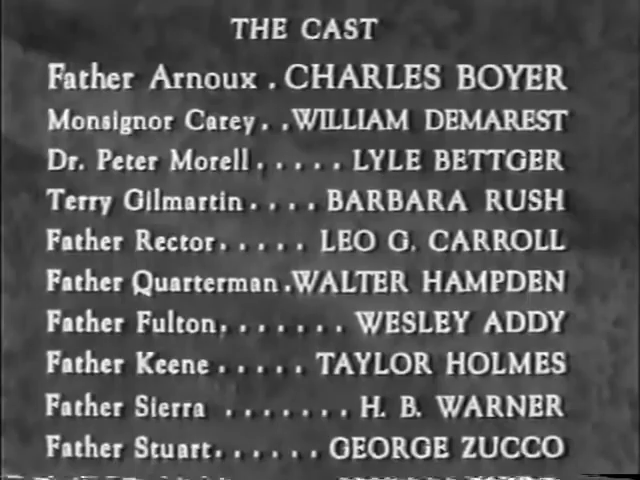 THE CAST
Father Arnoux . CHARLES BOYER
Monsignor Carey. . WILLIAM DEMAREST
Dr. Peter Morell . . . . . LYLE BETTGER
Terry Gilmartin . . . . BARBARA RUSH
Father Rector . . . . . LEO G. CARROLL
Father Quarterman . WALTER HAMPDEN
Father Fulton . . . . . . . WESLEY ADDY
Father Keene . . . . . TAYLOR HOLMES
Father Sierra . . . . . . . H. B. WARNER
Father Stuart . . . . . . GEORGE ZUCCO